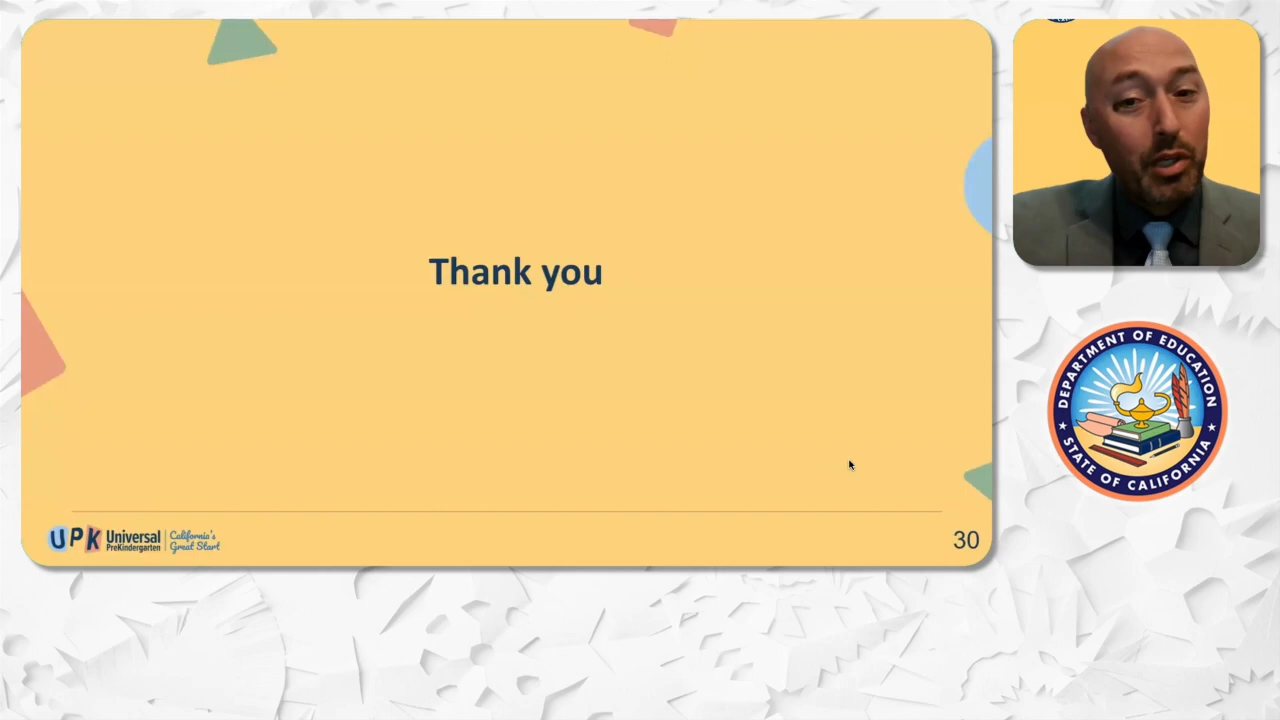 Thank you
UPK Universal PreKindergarten California's Great Start
30
DEPARTMENT OF EDUCATION
STATE OF CALIFORNIA